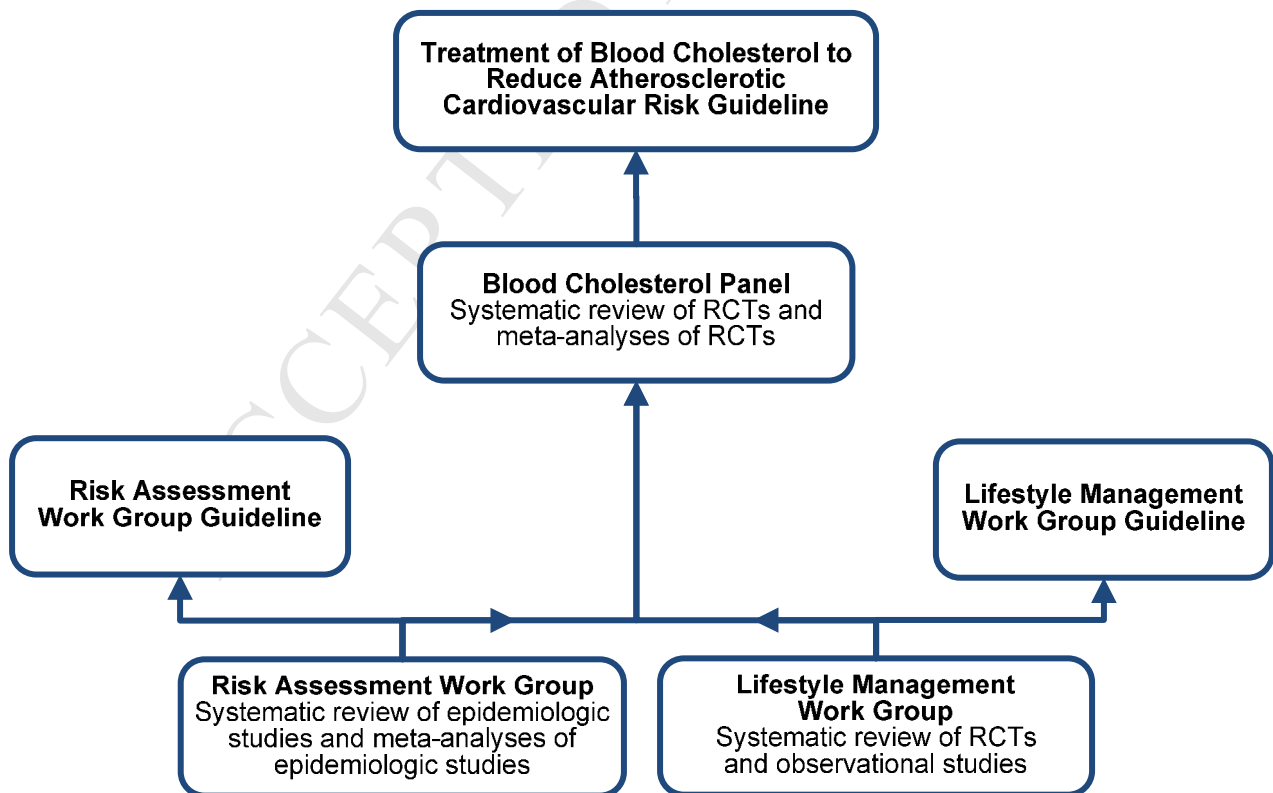 Treatment of Blood Cholesterol to
Reduce Atherosclerotic
Cardiovascular Risk Guideline
Blood Cholesterol Panel
Systematic review of RCTs and
meta-analyses of RCTs
Risk Assessment
Work Group Guideline
Lifestyle Management
Work Group Guideline
Risk Assessment Work Group
Systematic review of epidemiologic
studies and meta-analyses of
epidemiologic studies
Lifestyle Management
Work Group
Systematic review of RCTs
and observational studies